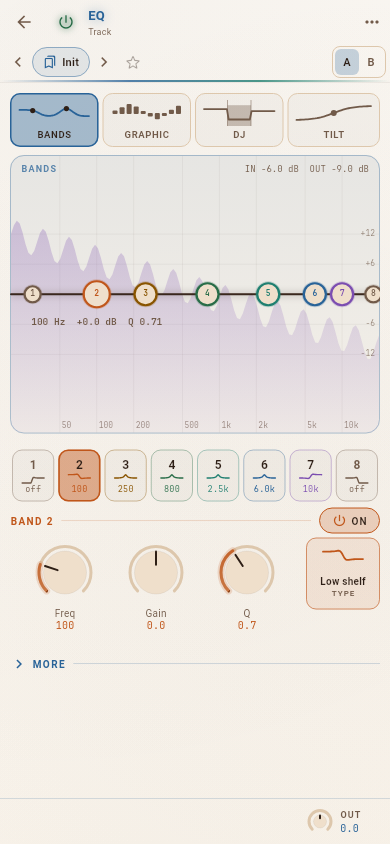 EQ
Track
Init
A B
BANDS GRAPHIC DJ TILT
BANDS IN -6.0 dB OUT -9.0 dB
+12
+6
1 2 3 4 5 6 7 8
100 Hz +0.0 dB Q 0.71
-6
-12
50 100 200 500 1k 2k 5k 10k
1 2 3 4 5 6 7 8
off 100 250 800 2.5k 6.0k 10k off
BAND 2 ON
Low shelf
TYPE
Freq Gain Q
100 0.0 0.7
MORE
OUT
0.0